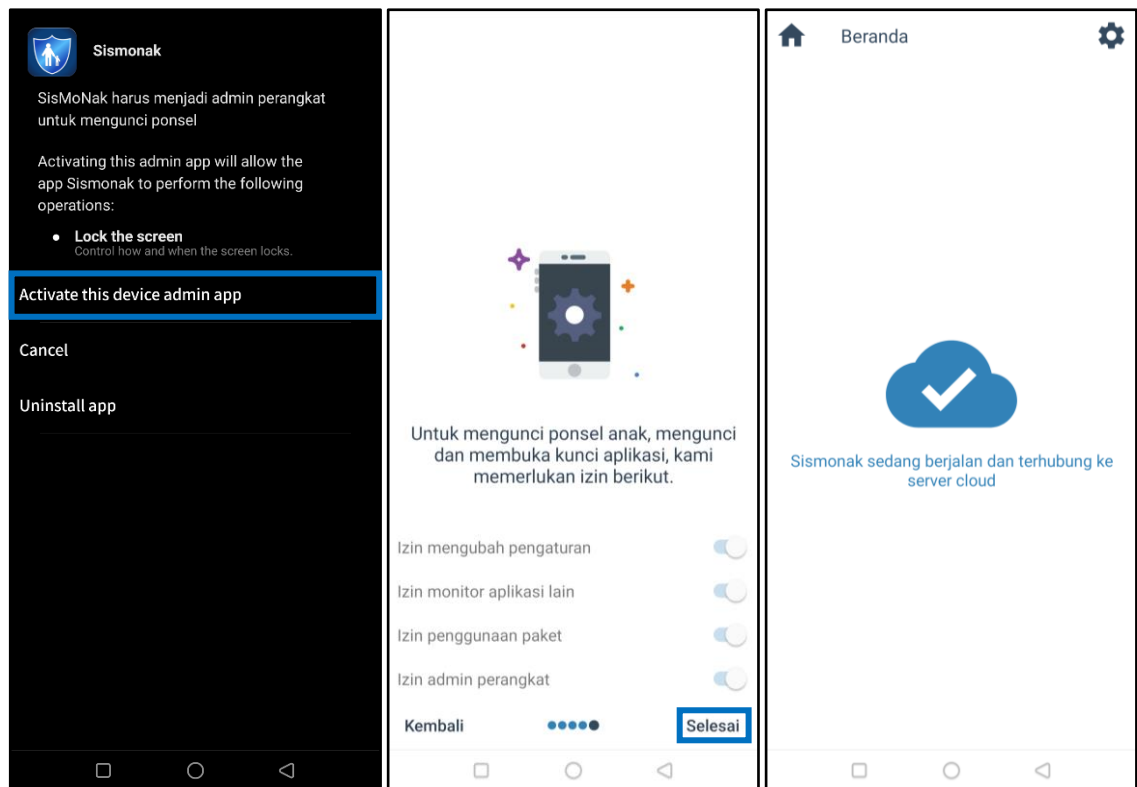 Sismonak
SisMoNak harus menjadi admin perangkat
untuk mengunci ponsel
Activating this admin app will allow the
app Sismonak to perform the following
operations:
● Lock the screen
Control how and when the screen locks.
Activate this device admin app
Cancel
Uninstall app
Untuk mengunci ponsel anak, mengunci
dan membuka kunci aplikasi, kami
memerlukan izin berikut.
Izin mengubah pengaturan
Izin monitor aplikasi lain
Izin penggunaan paket
Izin admin perangkat
Kembali
Selesai
Beranda
Sismonak sedang berjalan dan terhubung ke
server cloud